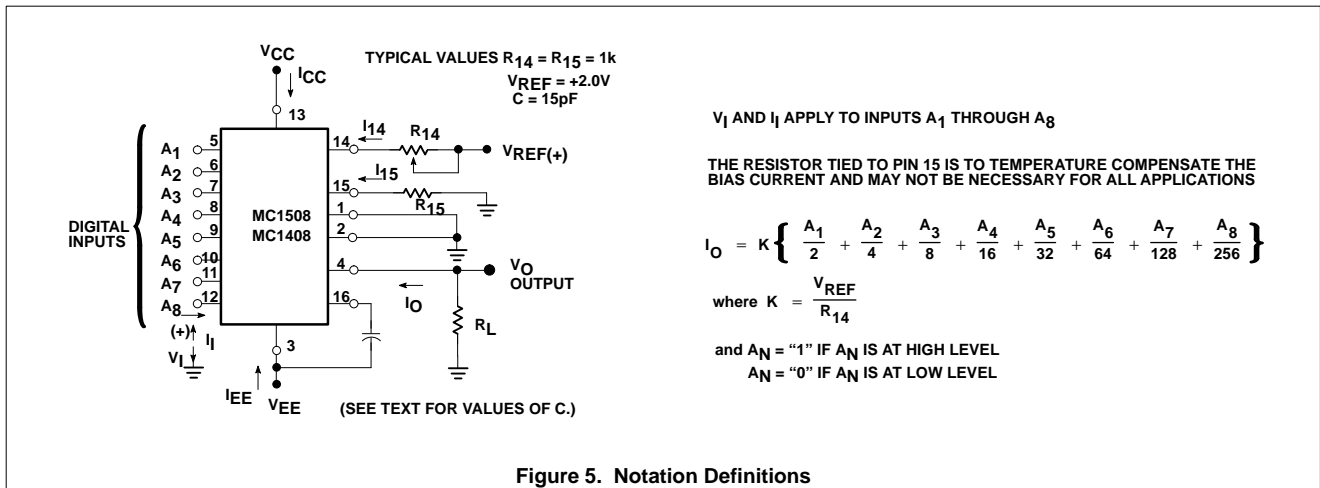 TYPICAL VALUES R14 = R15 = 1k
VREF = +2.0V
C = 15pF
VCC
ICC
13
DIGITAL
INPUTS
A1 5
A2 6
A3 7
A4 8
A5 9
A6 10
A7 11
A8 12
MC1508
MC1408
14
I14
R14
VREF(+)
15
I15
R15
1
2
4
VO
OUTPUT
IO
16
RL
(+)
II
VI
3
IEE
VEE
(SEE TEXT FOR VALUES OF C.)
VI AND II APPLY TO INPUTS A1 THROUGH A8
THE RESISTOR TIED TO PIN 15 IS TO TEMPERATURE COMPENSATE THE
BIAS CURRENT AND MAY NOT BE NECESSARY FOR ALL APPLICATIONS
IO = K { A1/2 + A2/4 + A3/8 + A4/16 + A5/32 + A6/64 + A7/128 + A8/256 }
where K = VREF/R14
and AN = “1” IF AN IS AT HIGH LEVEL
AN = “0” IF AN IS AT LOW LEVEL
Figure 5. Notation Definitions